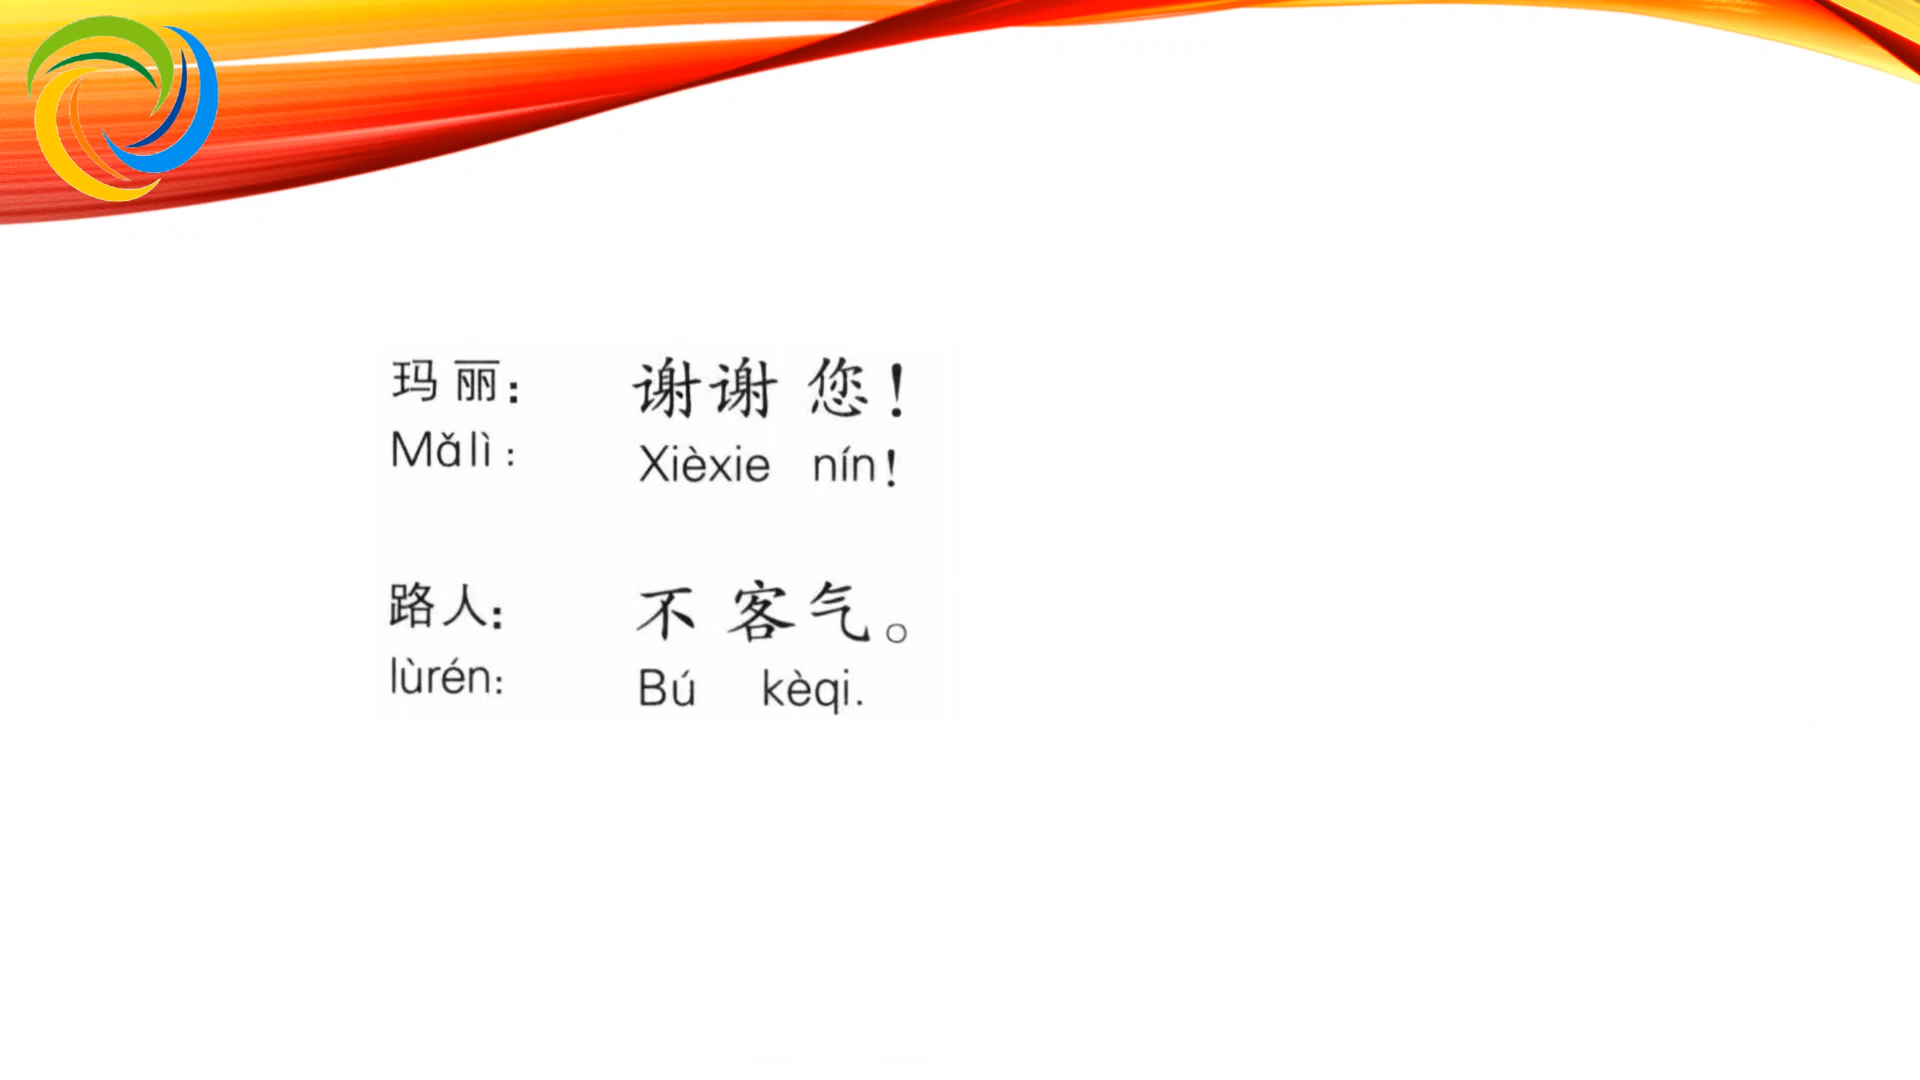 玛丽： 谢谢 您！
Mǎlì: Xièxie nín!
路人： 不 客气。
lùrén: Bú kèqi.